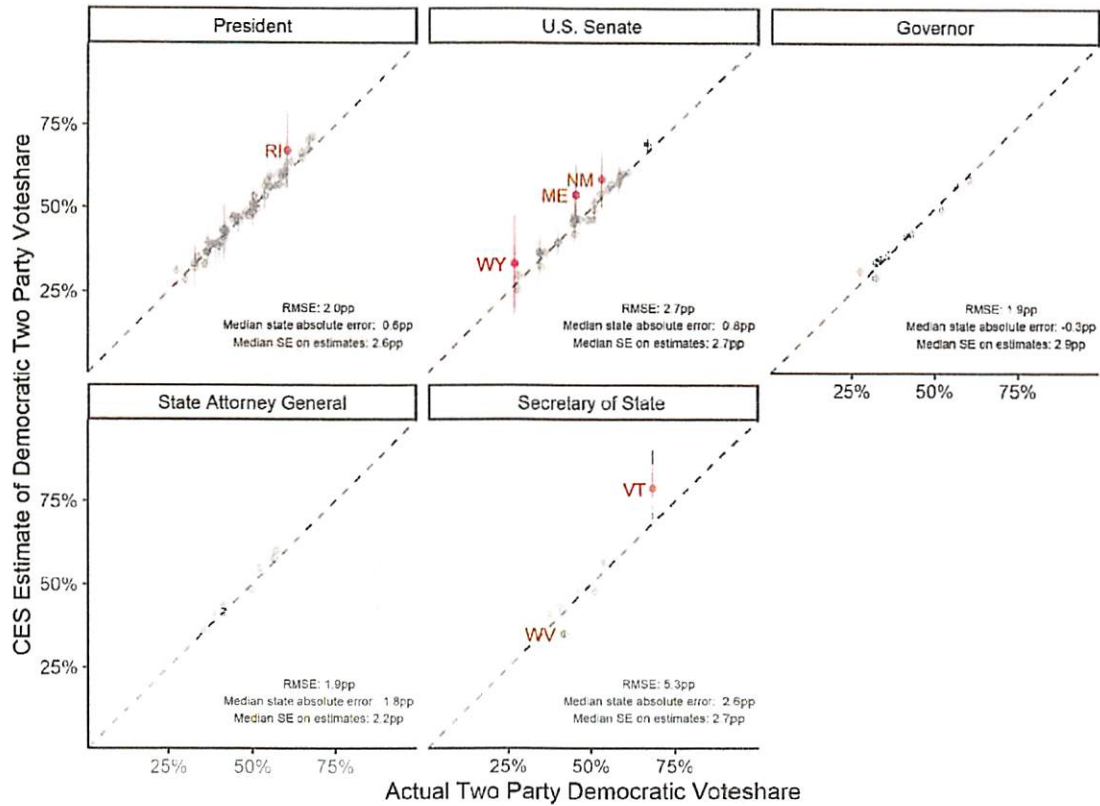 President
U.S. Senate
Governor
CES Estimate of Democratic Two Party Voteshare
75%
50%
25%
RI
RMSE: 2.0pp
Median state absolute error: 0.6pp
Median SE on estimates: 2.6pp
NM
ME
WY
RMSE: 2.7pp
Median state absolute error: 0.8pp
Median SE on estimates: 2.7pp
RMSE: 1.9pp
Median state absolute error: -0.3pp
Median SE on estimates: 2.9pp
25% 50% 75%
State Attorney General
Secretary of State
75%
50%
25%
RMSE: 1.9pp
Median state absolute error: 1.8pp
Median SE on estimates: 2.2pp
VT
WV
RMSE: 5.3pp
Median state absolute error: 2.6pp
Median SE on estimates: 2.7pp
25% 50% 75%
25% 50% 75%
Actual Two Party Democratic Voteshare